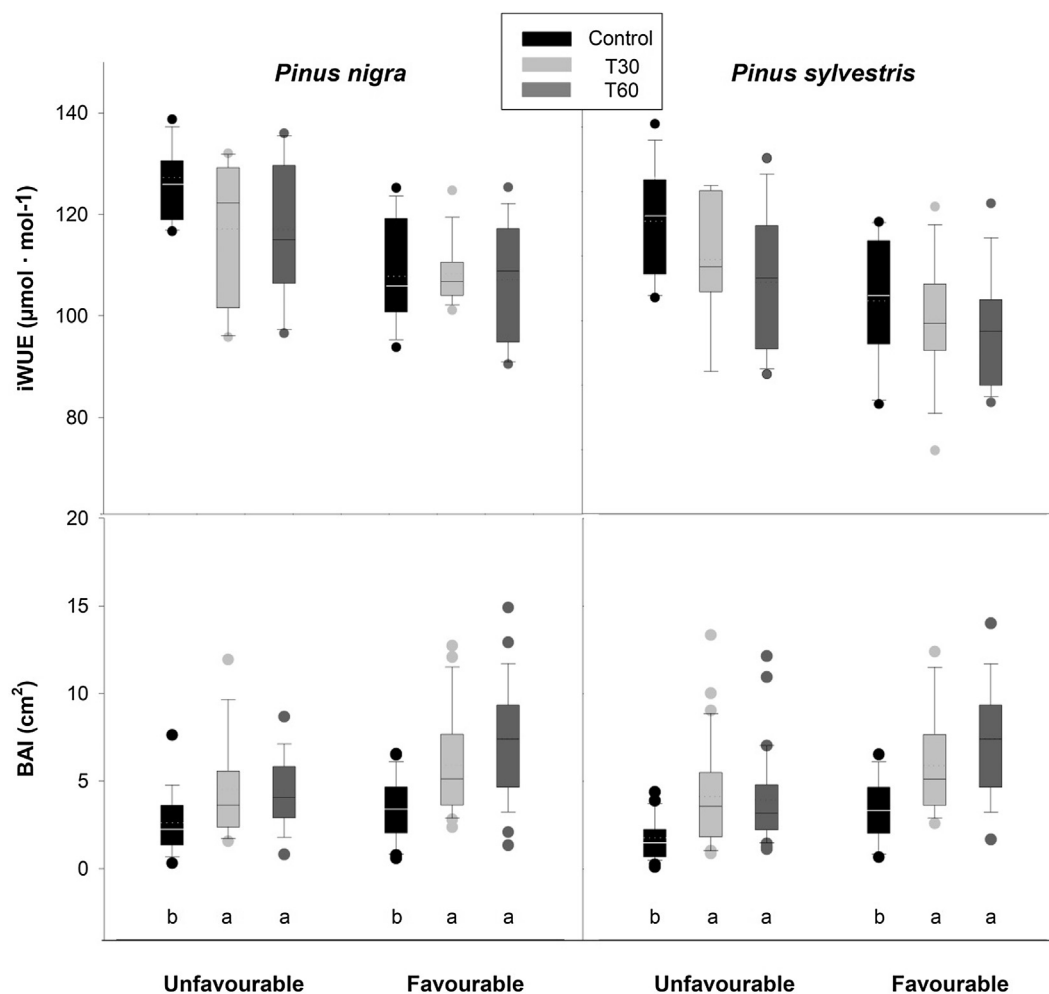 Control
T30
T60
Pinus nigra
Pinus sylvestris
iWUE (µmol · mol-1)
140
120
100
80
BAI (cm²)
20
15
10
5
0
b a a b a a b a a b a a
Unfavourable Favourable Unfavourable Favourable